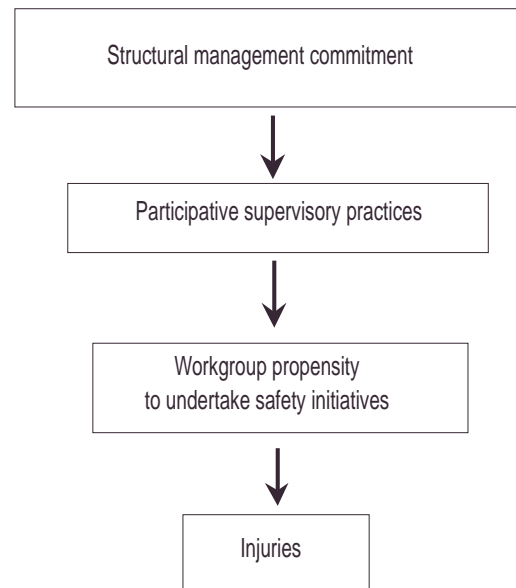 Structural management commitment
Participative supervisory practices
Workgroup propensity
to undertake safety initiatives
Injuries